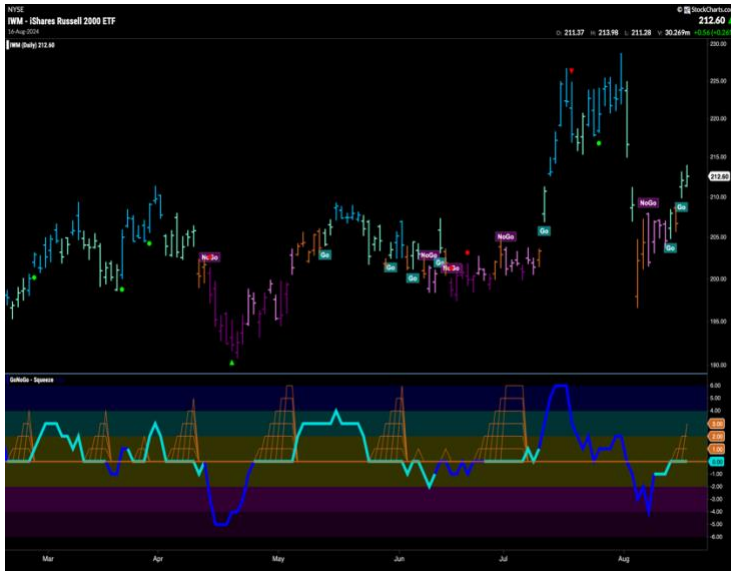 NYSE
© StockCharts.co
IWM - iShares Russell 2000 ETF
212.60
16-Aug-2024
O: 211.37 H: 213.98 L: 211.28 V: 30.269m +0.56 (+0.26
IWM (Daily) 212.60
230.00
225.00
220.00
215.00
212.60
210.00
205.00
200.00
195.00
190.00
NoGo
Go
Go
Go
NoGo
Go
NoGo
NoGo
Go
NoGo
Go
Go
GoNoGo - Squeeze
6.00
5.00
4.00
3.00
2.00
1.00
0.00
-1.00
-2.00
-3.00
-4.00
-5.00
-6.00
Mar Apr May Jun Jul Aug